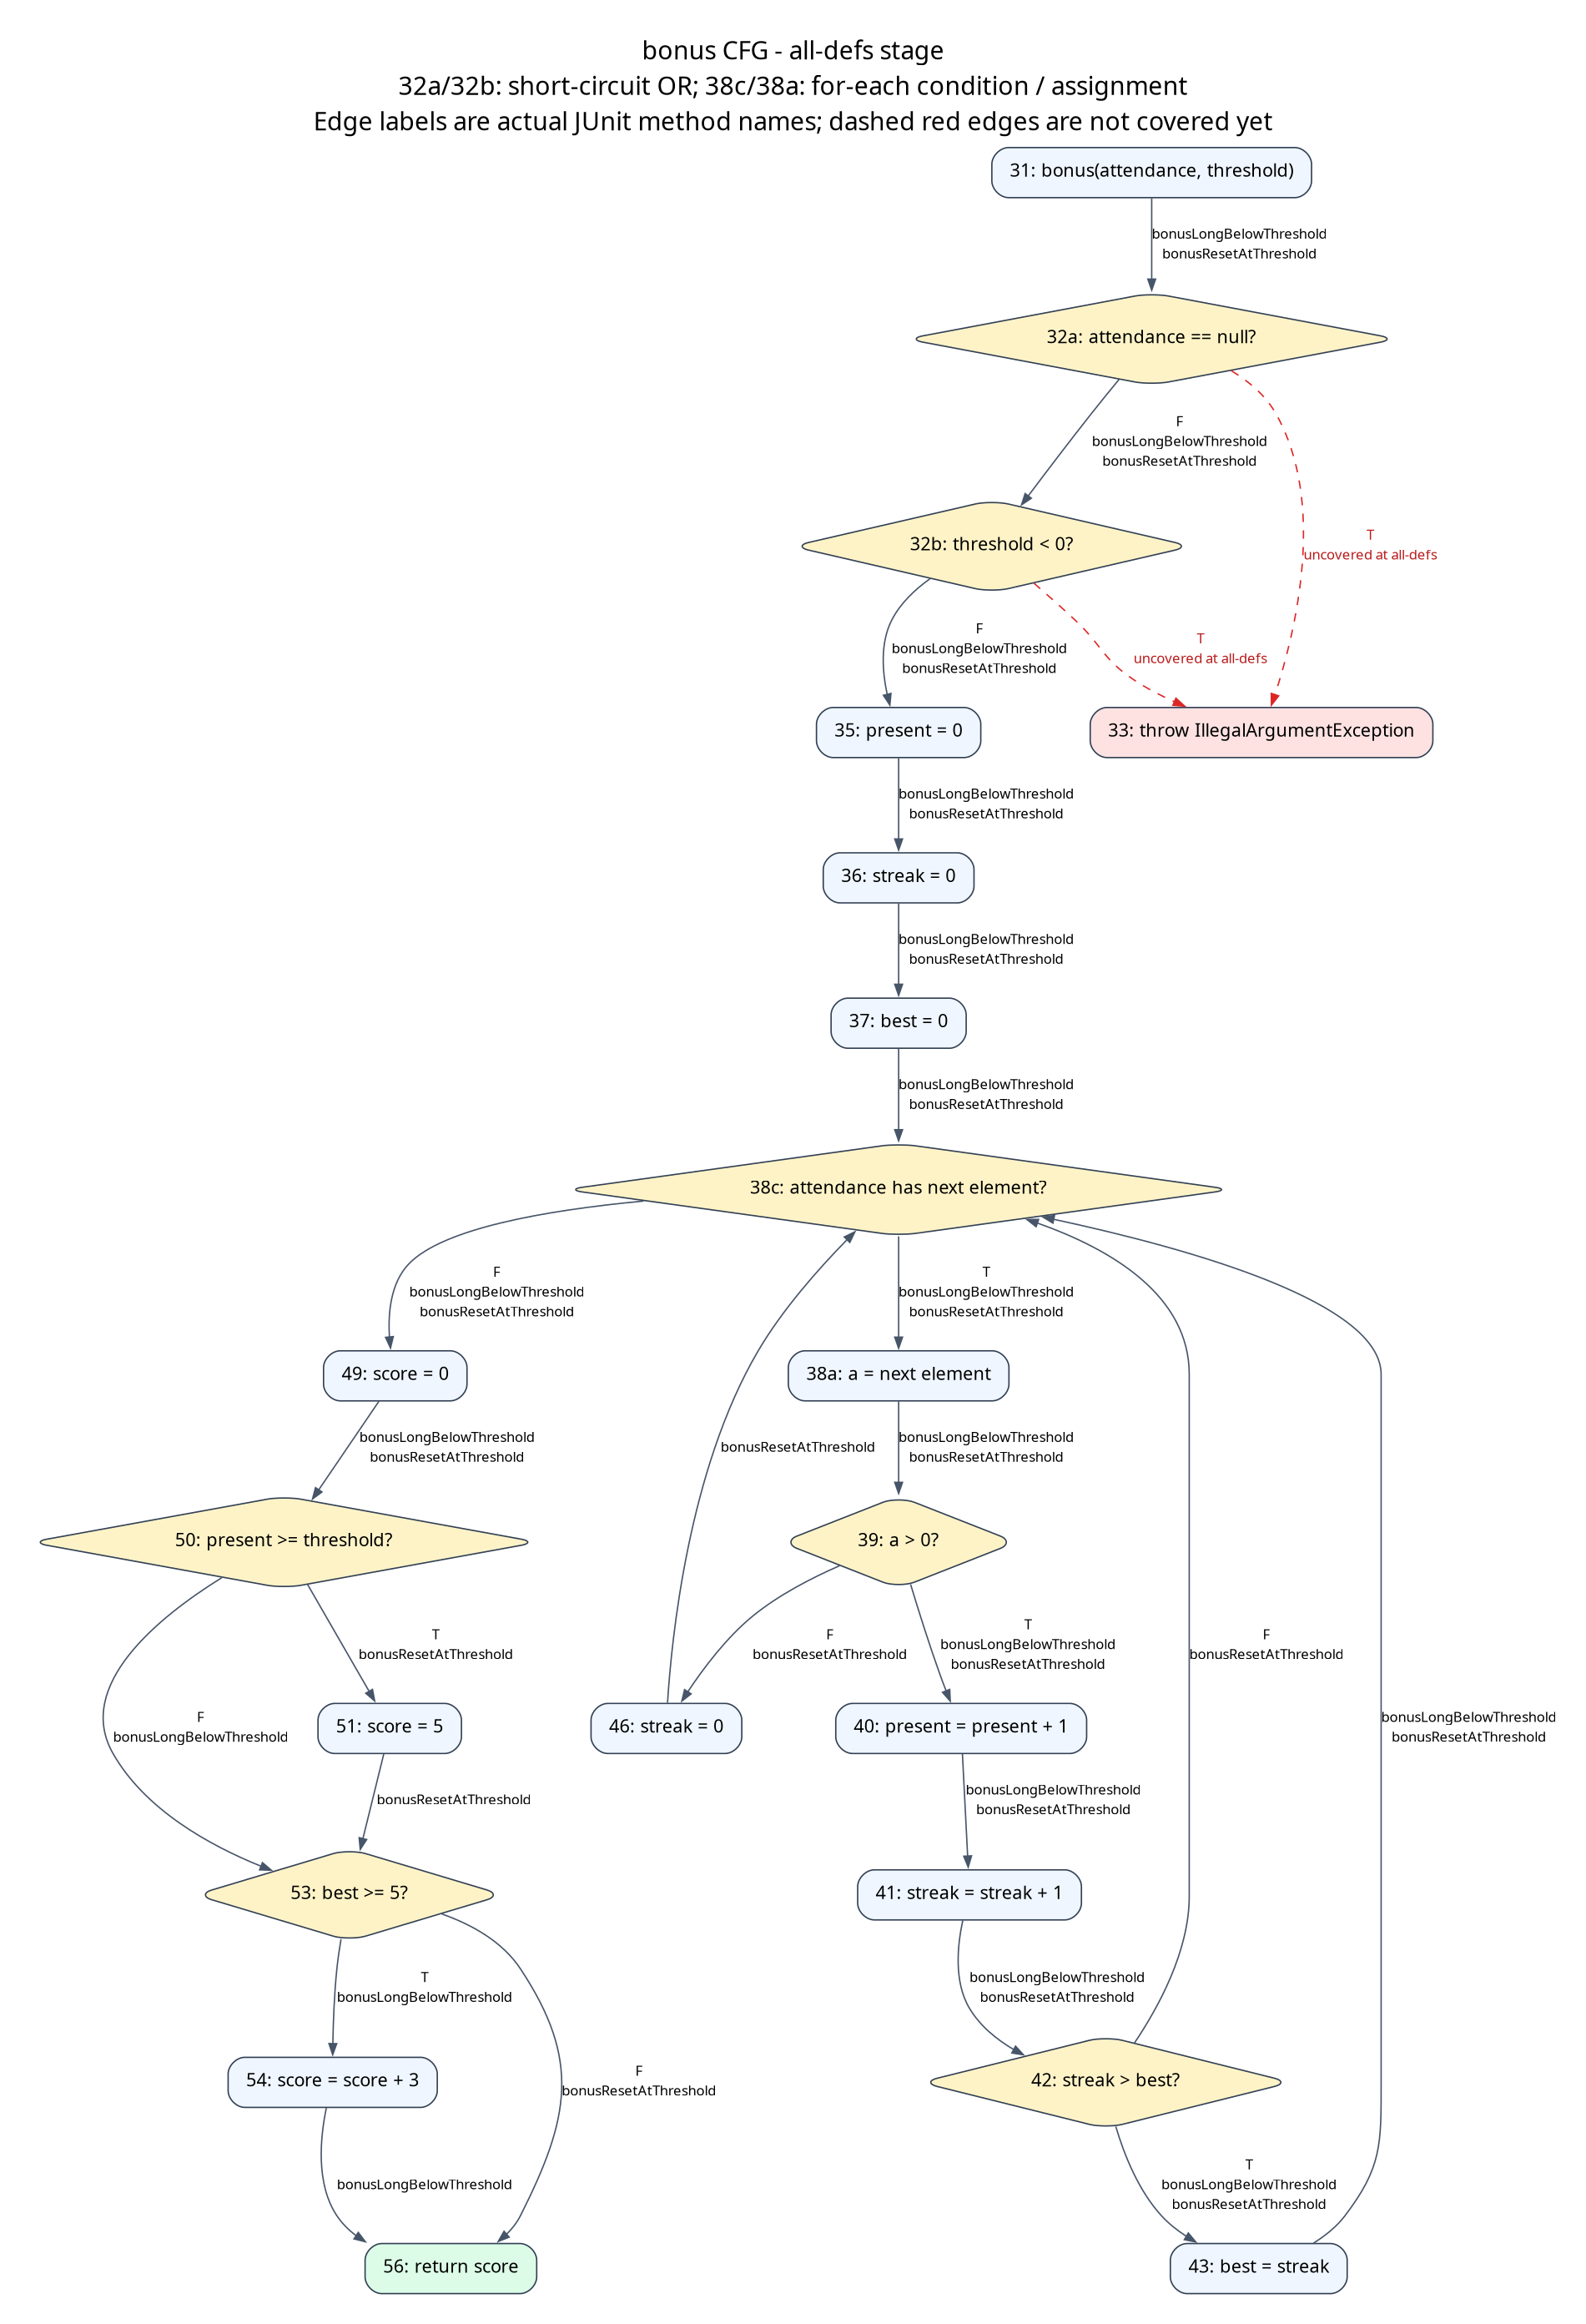 bonus CFG - all-defs stage
32a/32b: short-circuit OR; 38c/38a: for-each condition / assignment
Edge labels are actual JUnit method names; dashed red edges are not covered yet
31: bonus(attendance, threshold)
bonusLongBelowThreshold
bonusResetAtThreshold
32a: attendance == null?
F
bonusLongBelowThreshold
bonusResetAtThreshold
T
uncovered at all-defs
32b: threshold < 0?
F
bonusLongBelowThreshold
bonusResetAtThreshold
T
uncovered at all-defs
35: present = 0
33: throw IllegalArgumentException
bonusLongBelowThreshold
bonusResetAtThreshold
36: streak = 0
bonusLongBelowThreshold
bonusResetAtThreshold
37: best = 0
bonusLongBelowThreshold
bonusResetAtThreshold
38c: attendance has next element?
F
bonusLongBelowThreshold
bonusResetAtThreshold
T
bonusLongBelowThreshold
bonusResetAtThreshold
49: score = 0
38a: a = next element
bonusLongBelowThreshold
bonusResetAtThreshold
bonusResetAtThreshold
bonusLongBelowThreshold
bonusResetAtThreshold
50: present >= threshold?
39: a > 0?
T
bonusResetAtThreshold
F
bonusResetAtThreshold
T
bonusLongBelowThreshold
bonusResetAtThreshold
F
bonusResetAtThreshold
F
bonusLongBelowThreshold
51: score = 5
46: streak = 0
40: present = present + 1
bonusLongBelowThreshold
bonusResetAtThreshold
bonusResetAtThreshold
bonusLongBelowThreshold
bonusResetAtThreshold
53: best >= 5?
41: streak = streak + 1
T
bonusLongBelowThreshold
bonusLongBelowThreshold
bonusResetAtThreshold
54: score = score + 3
F
bonusResetAtThreshold
42: streak > best?
bonusLongBelowThreshold
T
bonusLongBelowThreshold
bonusResetAtThreshold
56: return score
43: best = streak